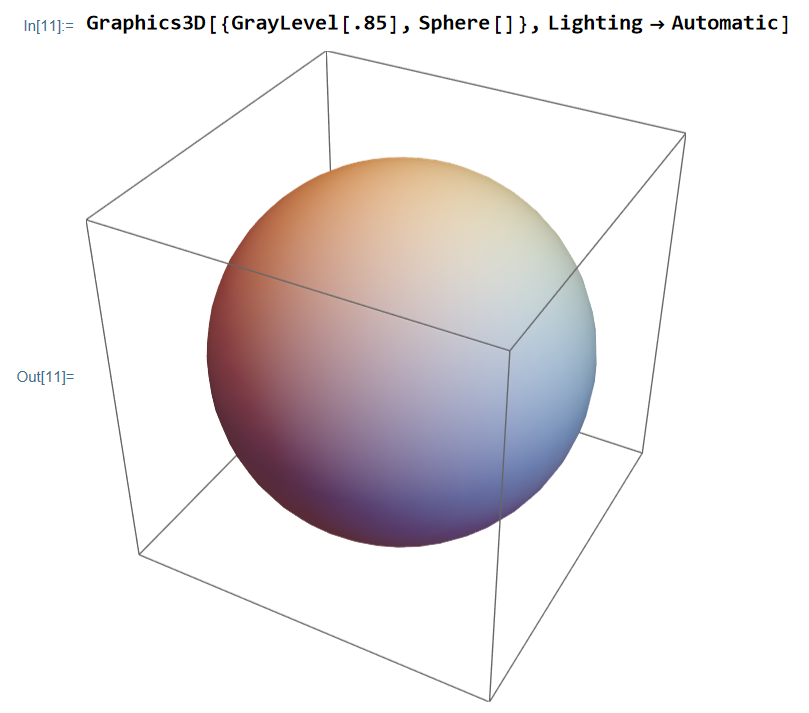 In[11]:= Graphics3D[{GrayLevel[.85], Sphere[]}, Lighting → Automatic]
Out[11]=